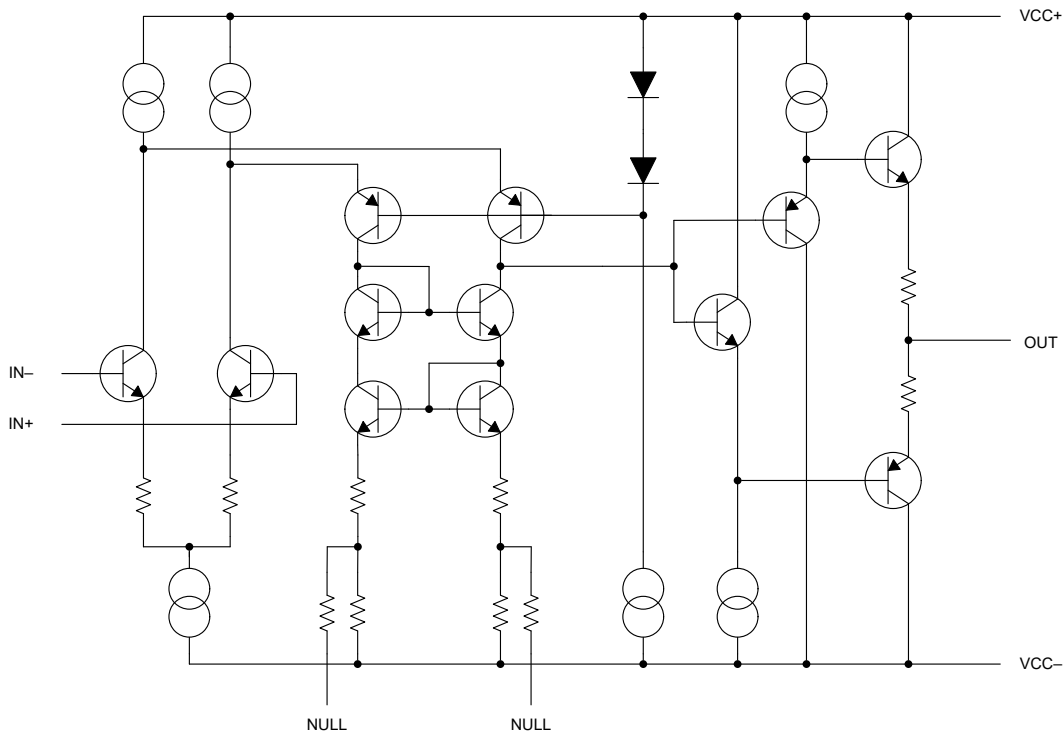 VCC+
OUT
IN–
IN+
VCC–
NULL
NULL